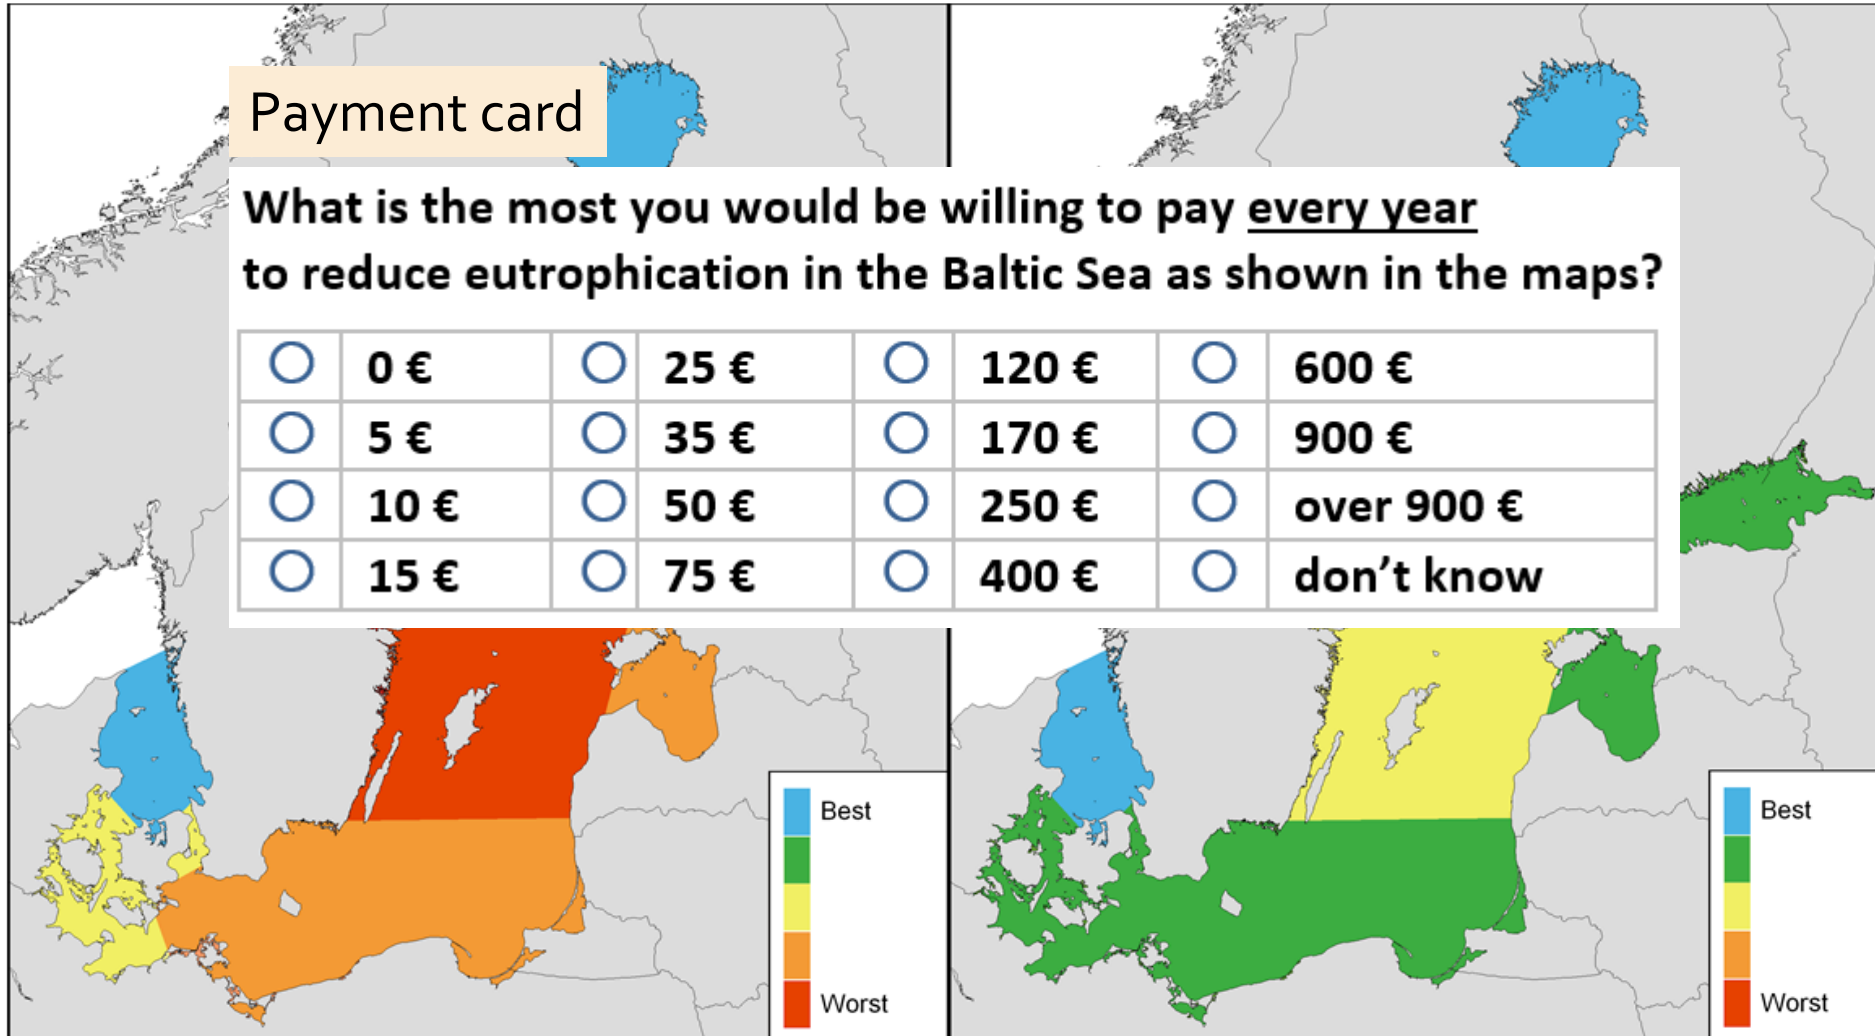 Payment card
What is the most you would be willing to pay every year
to reduce eutrophication in the Baltic Sea as shown in the maps?
0 € 25 € 120 € 600 €
5 € 35 € 170 € 900 €
10 € 50 € 250 € over 900 €
15 € 75 € 400 € don't know
Best
Worst
Best
Worst